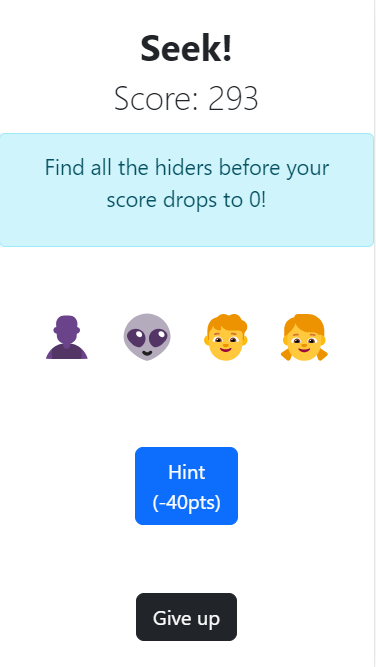 Seek!
Score: 293
Find all the hiders before your
score drops to 0!
Hint
(-40pts)
Give up